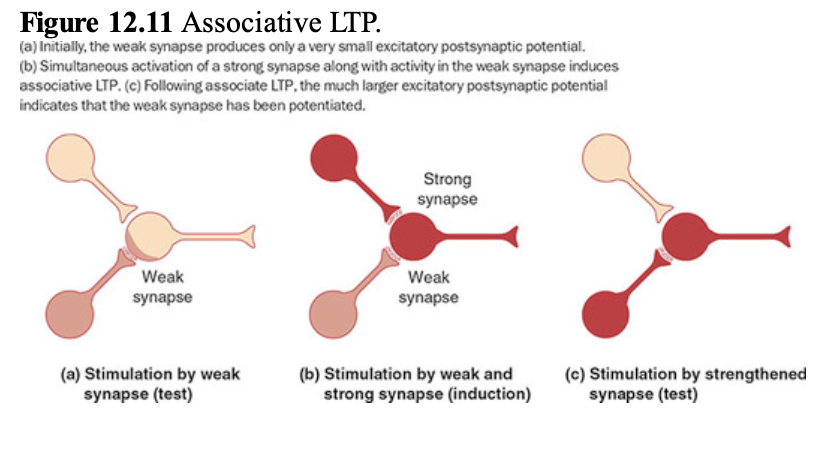 Figure 12.11 Associative LTP.
(a) Initially, the weak synapse produces only a very small excitatory postsynaptic potential.
(b) Simultaneous activation of a strong synapse along with activity in the weak synapse induces
associative LTP. (c) Following associate LTP, the much larger excitatory postsynaptic potential
indicates that the weak synapse has been potentiated.
Weak
synapse
Strong
synapse
Weak
synapse
(a) Stimulation by weak
synapse (test)
(b) Stimulation by weak and
strong synapse (induction)
(c) Stimulation by strengthened
synapse (test)